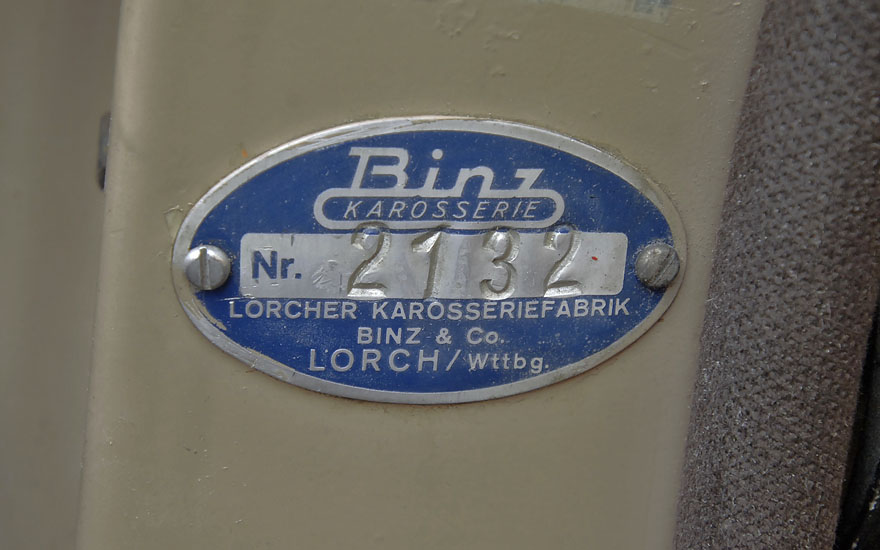 Binz
KAROSSERIE
Nr. 2132
LORCHER KAROSSERIEFABRIK
BINZ & Co.
LORCH/Wttbg.